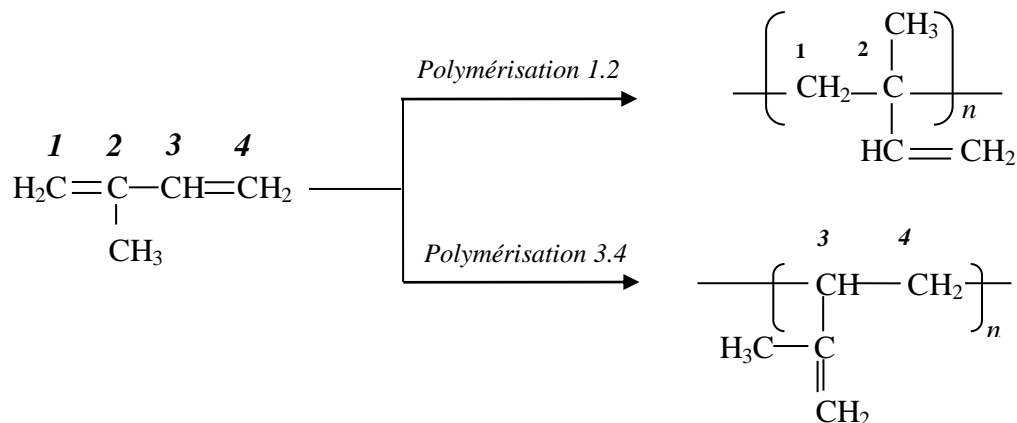 CH3
1 2
Polymérisation 1.2
CH2 C
n
1 2 3 4
HC CH2
H2C C CH CH2
CH3
Polymérisation 3.4
3 4
CH CH2
n
H3C C
CH2